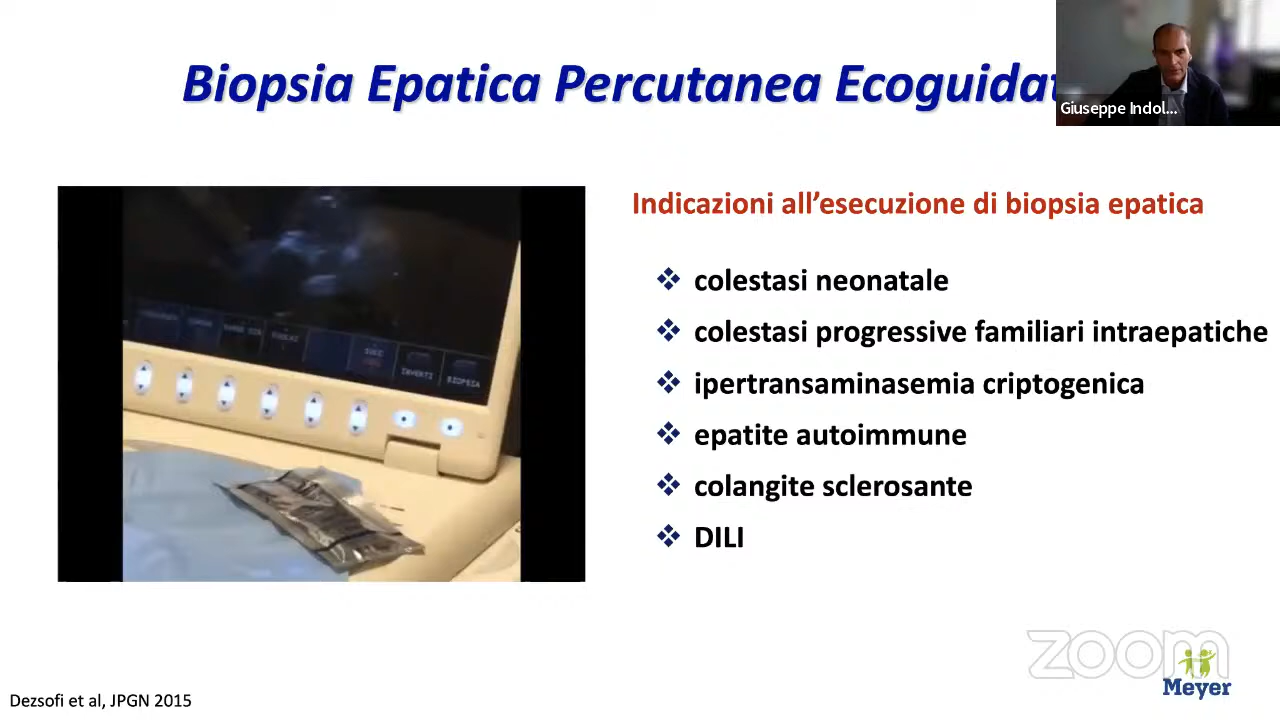 Biopsia Epatica Percutanea Ecoguidat
Giuseppe Indol...
Indicazioni all'esecuzione di biopsia epatica
❖ colestasi neonatale
❖ colestasi progressive familiari intraepatiche
❖ ipertransaminasemia criptogenica
❖ epatite autoimmune
❖ colangite sclerosante
❖ DILI
INVERTI
BIOPSIA
zoom
Meyer
Dezsofi et al, JPGN 2015